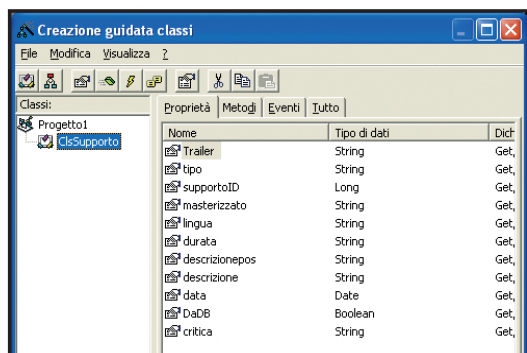 Creazione guidata classi
File Modifica Visualizza ?
Classi:
Progetto1
ClsSupporto
Proprietà Metodi Eventi Tutto
Nome Tipo di dati Dich
Trailer String Get,
tipo String Get,
supportoID Long Get,
masterizzato String Get,
lingua String Get,
durata String Get,
descrizionepos String Get,
descrizione String Get,
data Date Get,
DaDB Boolean Get,
critica String Get,